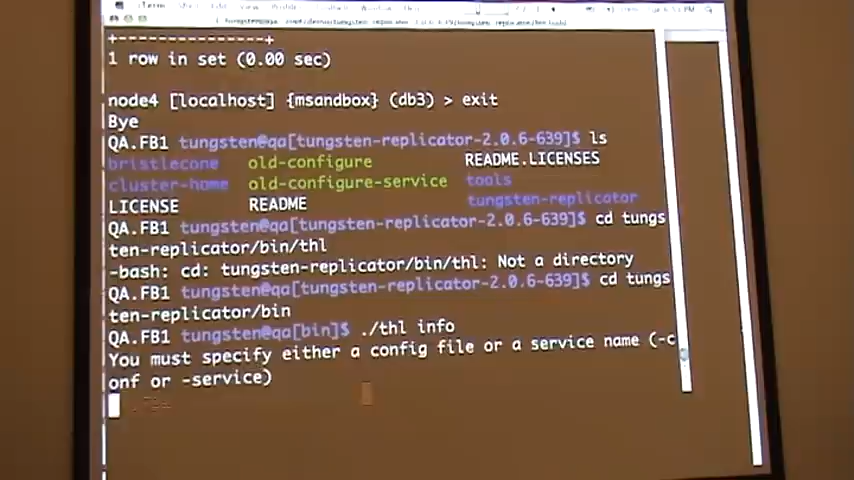 +---------------+
1 row in set (0.00 sec)
node4 [localhost] {msandbox} (db3) > exit
Bye
QA.FB1 tungsten@qa[tungsten-replicator-2.0.6-639]$ ls
bristlecone old-configure README.LICENSES
cluster-home old-configure-service tools
LICENSE README tungsten-replicator
QA.FB1 tungsten@qa[tungsten-replicator-2.0.6-639]$ cd tungs
ten-replicator/bin/thl
-bash: cd: tungsten-replicator/bin/thl: Not a directory
QA.FB1 tungsten@qa[tungsten-replicator-2.0.6-639]$ cd tungs
ten-replicator/bin
QA.FB1 tungsten@qa[bin]$ ./thl info
You must specify either a config file or a service name (-c
onf or -service)